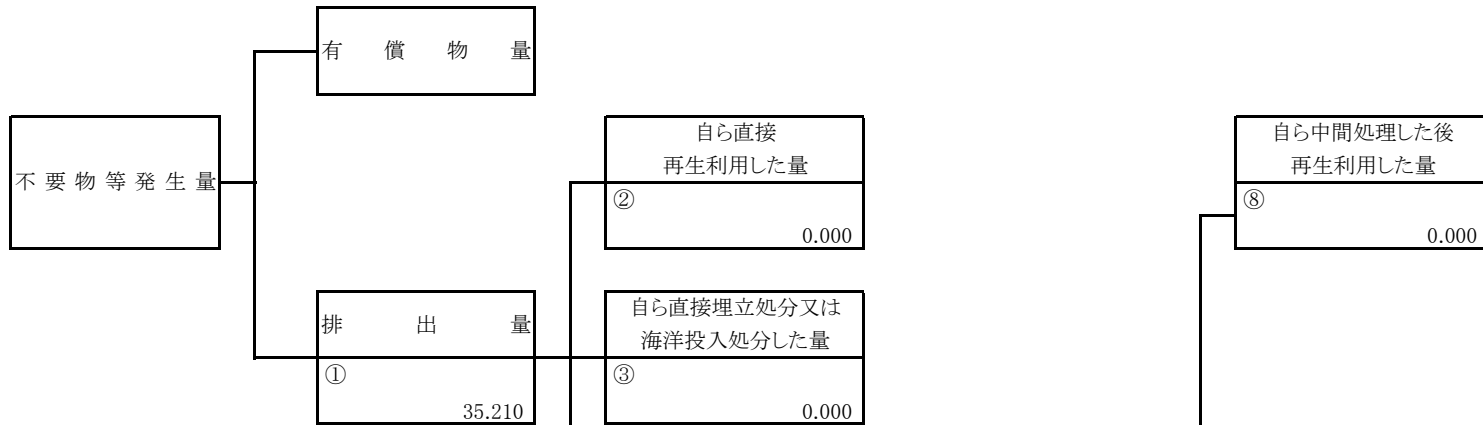 有償物量
不要物等発生量
自ら直接
再生利用した量
②
0.000
自ら中間処理した後
再生利用した量
⑧
0.000
排出量
①
35.210
自ら直接埋立処分又は
海洋投入処分した量
③
0.000